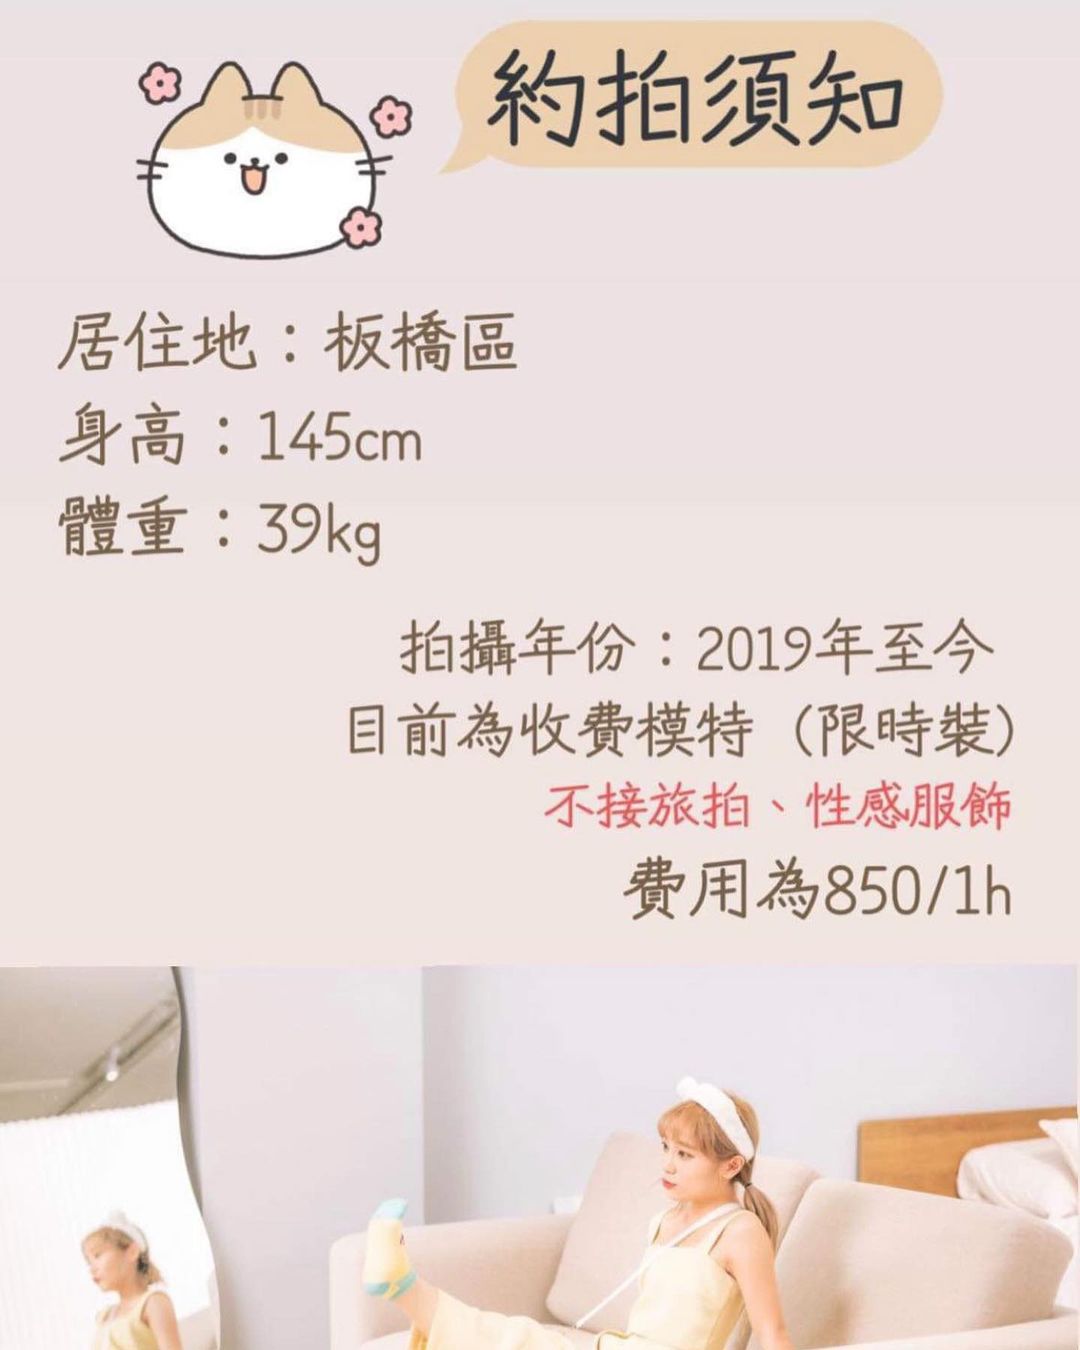 約拍須知
居住地：板橋區
身高：145cm
體重：39kg
拍攝年份：2019年至今
目前為收費模特（限時裝）
不接旅拍、性感服飾
費用為850/1h